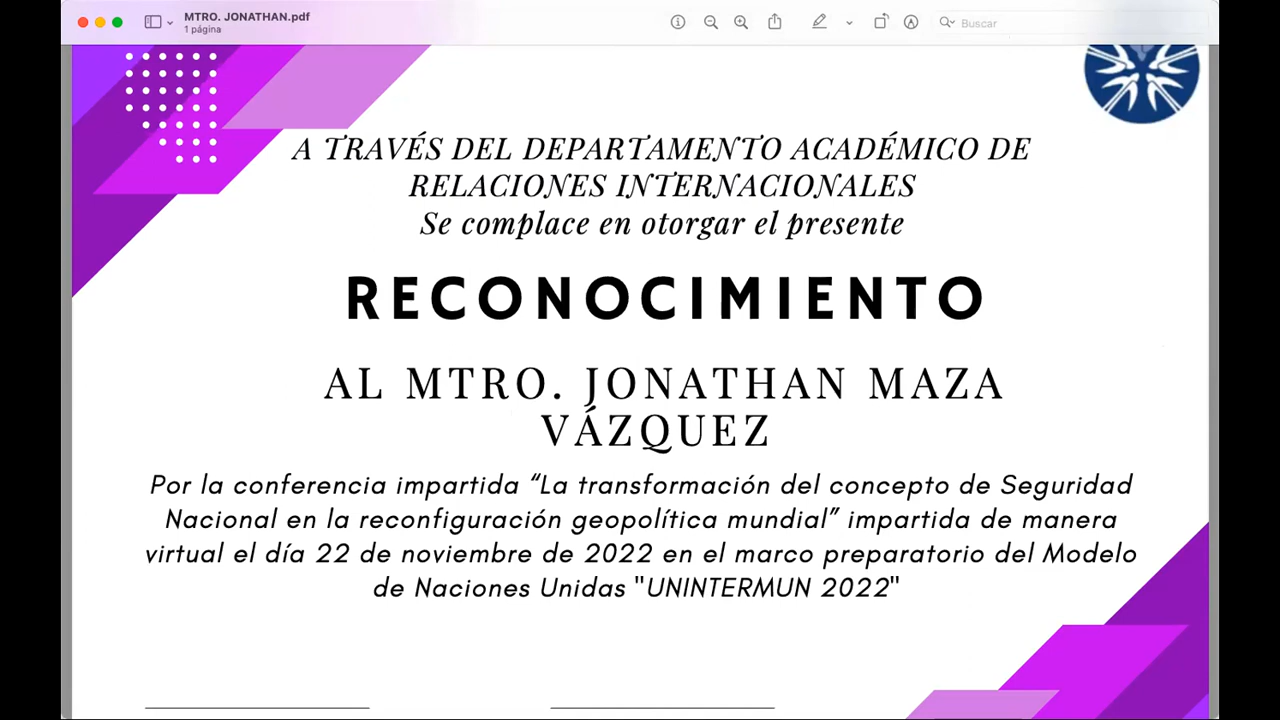 MTRO. JONATHAN.pdf
1 página
Buscar
A TRAVÉS DEL DEPARTAMENTO ACADÉMICO DE
RELACIONES INTERNACIONALES
Se complace en otorgar el presente
RECONOCIMIENTO
AL MTRO. JONATHAN MAZA
VÁZQUEZ
Por la conferencia impartida “La transformación del concepto de Seguridad
Nacional en la reconfiguración geopolítica mundial” impartida de manera
virtual el día 22 de noviembre de 2022 en el marco preparatorio del Modelo
de Naciones Unidas "UNINTERMUN 2022"